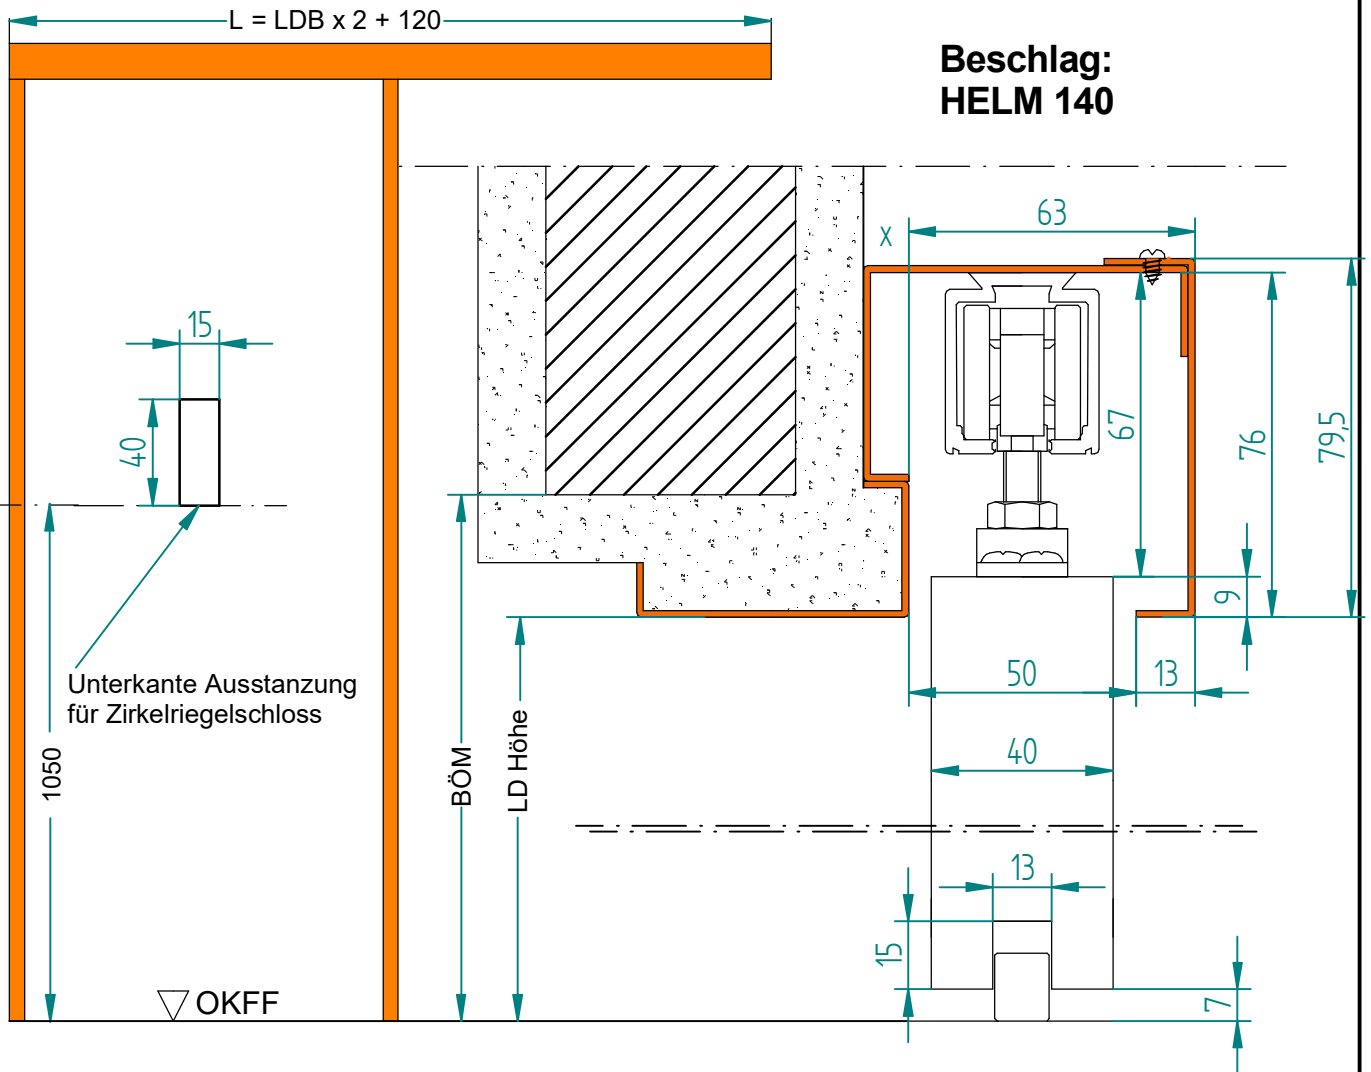 L = LDB x 2 + 120
Beschlag:
HELM 140
63
x
15
40
67
76
79,5
9
Unterkante Ausstanzung
für Zirkelriegelschloss
50
13
1050
BÖM
LD Höhe
40
13
15
7
OKFF